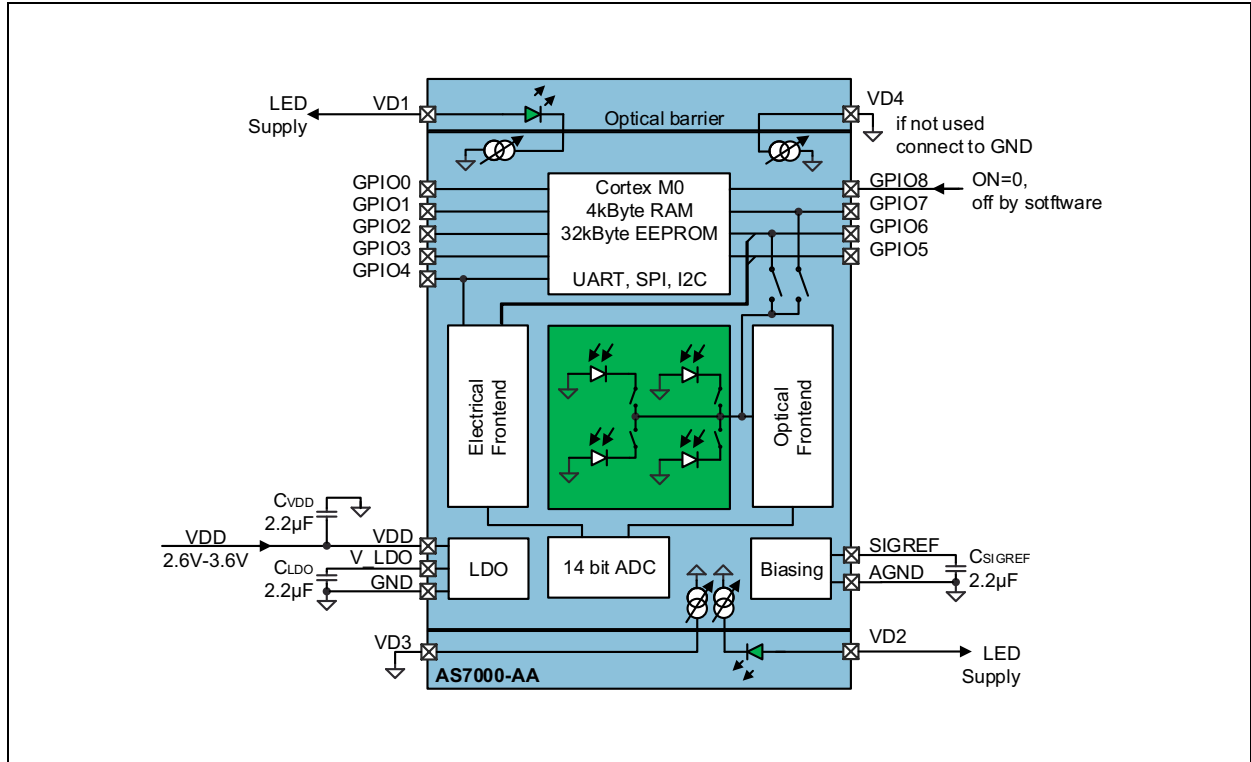 LED
Supply
VD1
Optical barrier
VD4
if not used
connect to GND
GPIO0
GPIO1
GPIO2
GPIO3
GPIO4
Cortex M0
4kByte RAM
32kByte EEPROM
UART, SPI, I2C
GPIO8
GPIO7
GPIO6
GPIO5
ON=0,
off by sotftware
Electrical
Frontend
Optical
Frontend
CVDD
2.2µF
VDD
2.6V-3.6V
VDD
V_LDO
GND
CLDO
2.2µF
LDO
14 bit ADC
Biasing
SIGREF
AGND
CSIGREF
2.2µF
VD3
AS7000-AA
VD2
LED
Supply